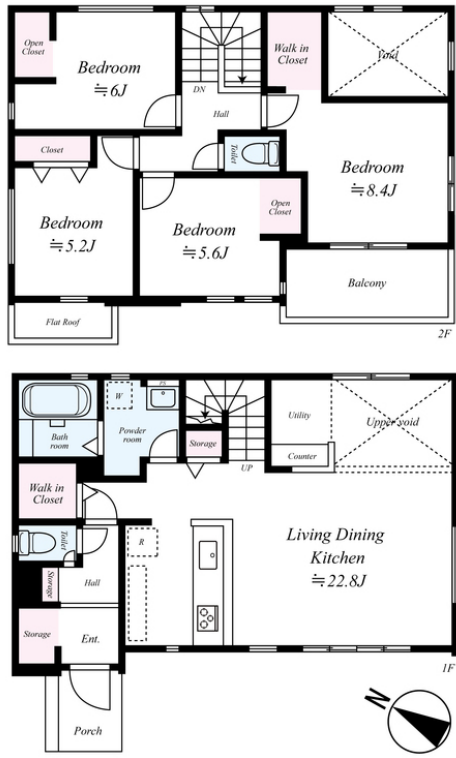 Open
Closet
Bedroom
≒6J
DN
Walk in
Closet
Void
Hall
Closet
Toilet
Bedroom
≒8.4J
Bedroom
≒5.2J
Bedroom
≒5.6J
Open
Closet
Balcony
Flat Roof
2F
Bath
room
W
PS
Powder
room
Storage
UP
Utility
Counter
Upper void
Walk in
Closet
Toilet
R
Living Dining
Kitchen
≒22.8J
Storage
Hall
Storage
Ent.
1F
Porch
N